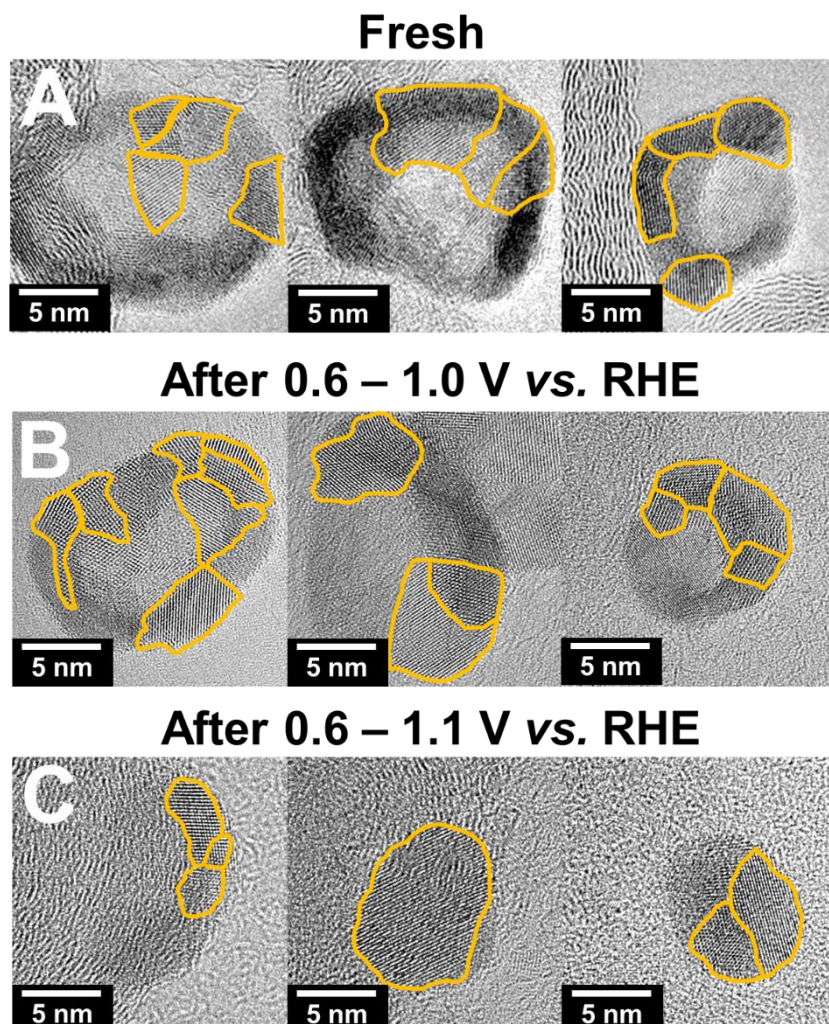 Fresh
A
5 nm
5 nm
5 nm
After 0.6 – 1.0 V vs. RHE
B
5 nm
5 nm
5 nm
After 0.6 – 1.1 V vs. RHE
C
5 nm
5 nm
5 nm